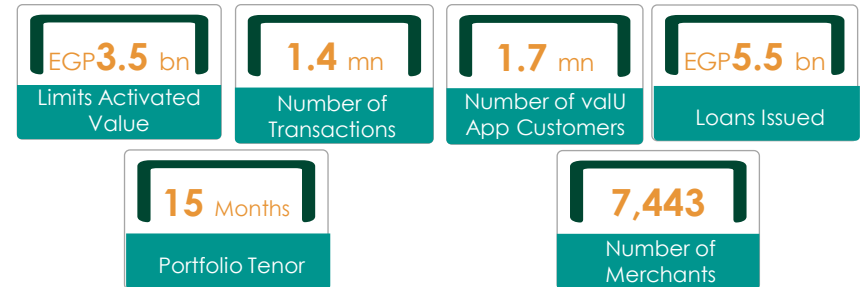 EGP3.5 bn
Limits Activated
Value
1.4 mn
Number of
Transactions
1.7 mn
Number of valU
App Customers
EGP5.5 bn
Loans Issued
15 Months
Portfolio Tenor
7,443
Number of
Merchants